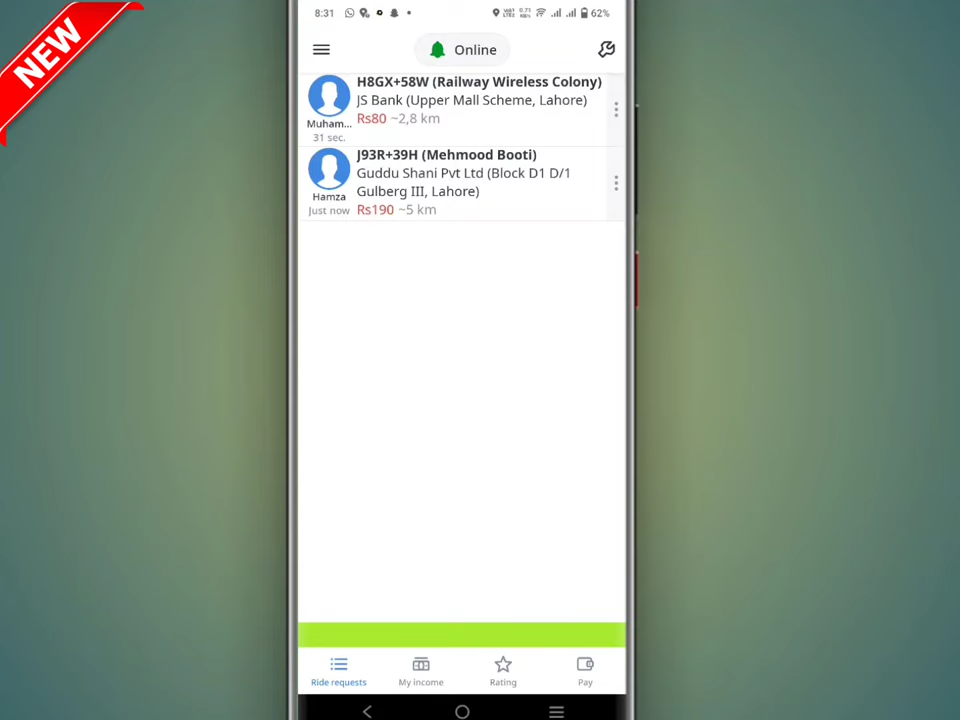 NEW
8:31 62%
Online
H8GX+58W (Railway Wireless Colony)
JS Bank (Upper Mall Scheme, Lahore)
Rs80 ~2,8 km
Muham...
31 sec.
J93R+39H (Mehmood Booti)
Guddu Shani Pvt Ltd (Block D1 D/1
Gulberg III, Lahore)
Hamza
Just now
Rs190 ~5 km
Ride requests My income Rating Pay